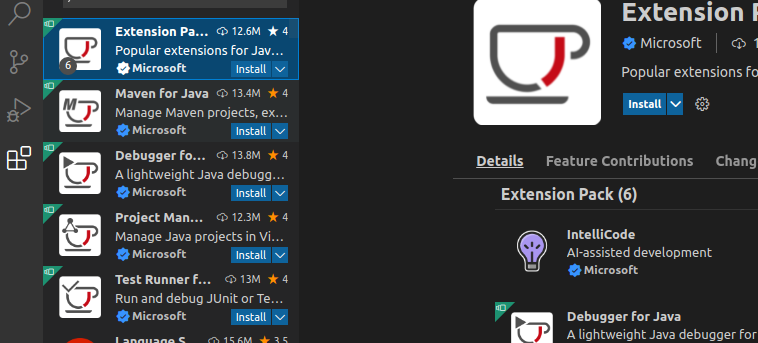 Extension Pa... 12.6M 4
Popular extensions for Jav...
6
Microsoft Install
Maven for Java 13.4M 4
Manage Maven projects, ex...
Microsoft Install
Debugger fo... 13.8M 4
A lightweight Java debugg...
Microsoft Install
Project Man... 12.3M 4
Manage Java projects in Vi...
Microsoft Install
Test Runner f... 13M 4
Run and debug JUnit or Te...
Microsoft Install
Language S... 15.6M 3.5
Extension
Microsoft
Popular extensions fo
Install
Details Feature Contributions Chang
Extension Pack (6)
IntelliCode
AI-assisted development
Microsoft
Debugger for Java
A lightweight Java debugger for